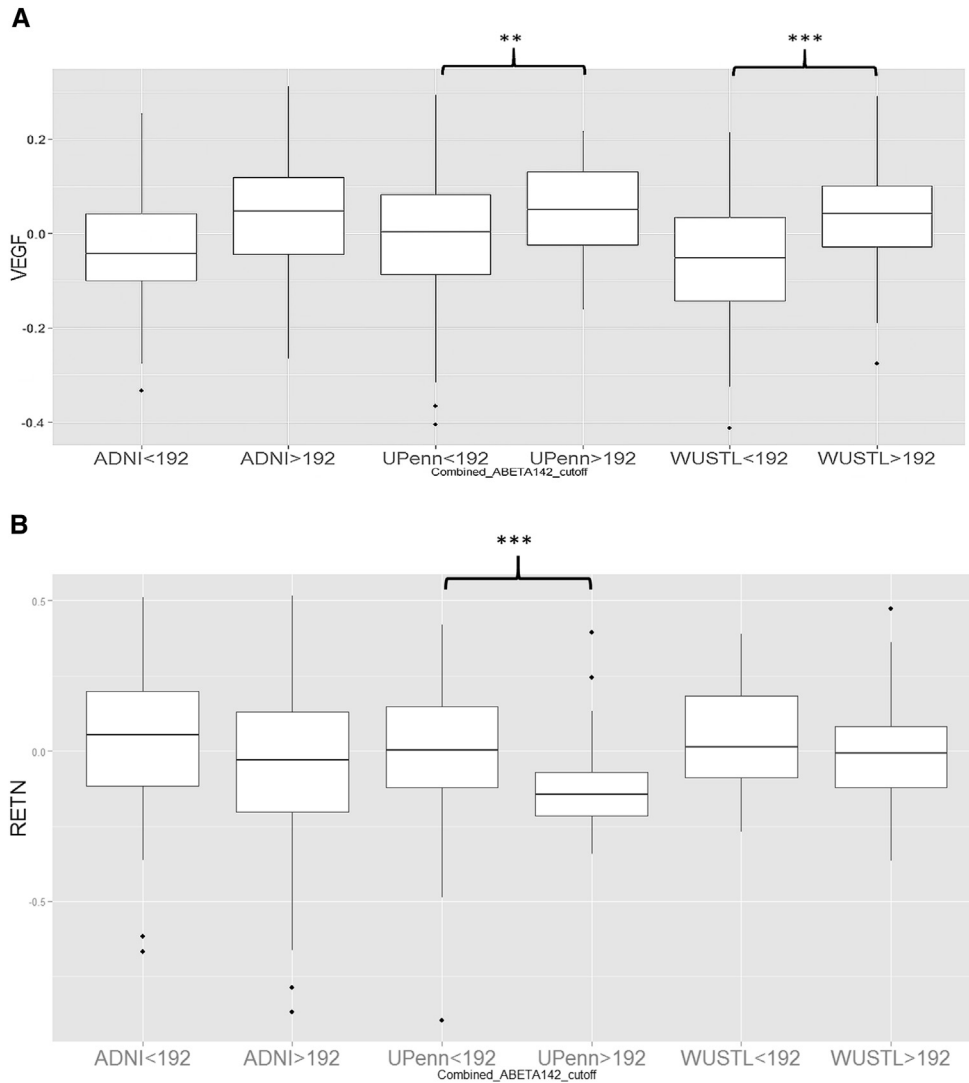 A
** ***
0.2
0.0
-0.2
-0.4
VEGF
ADNI<192 ADNI>192 UPenn<192 UPenn>192 WUSTL<192 WUSTL>192
Combined_ABETA142_cutoff
B
***
0.5
0.0
-0.5
RETN
ADNI<192 ADNI>192 UPenn<192 UPenn>192 WUSTL<192 WUSTL>192
Combined_ABETA142_cutoff